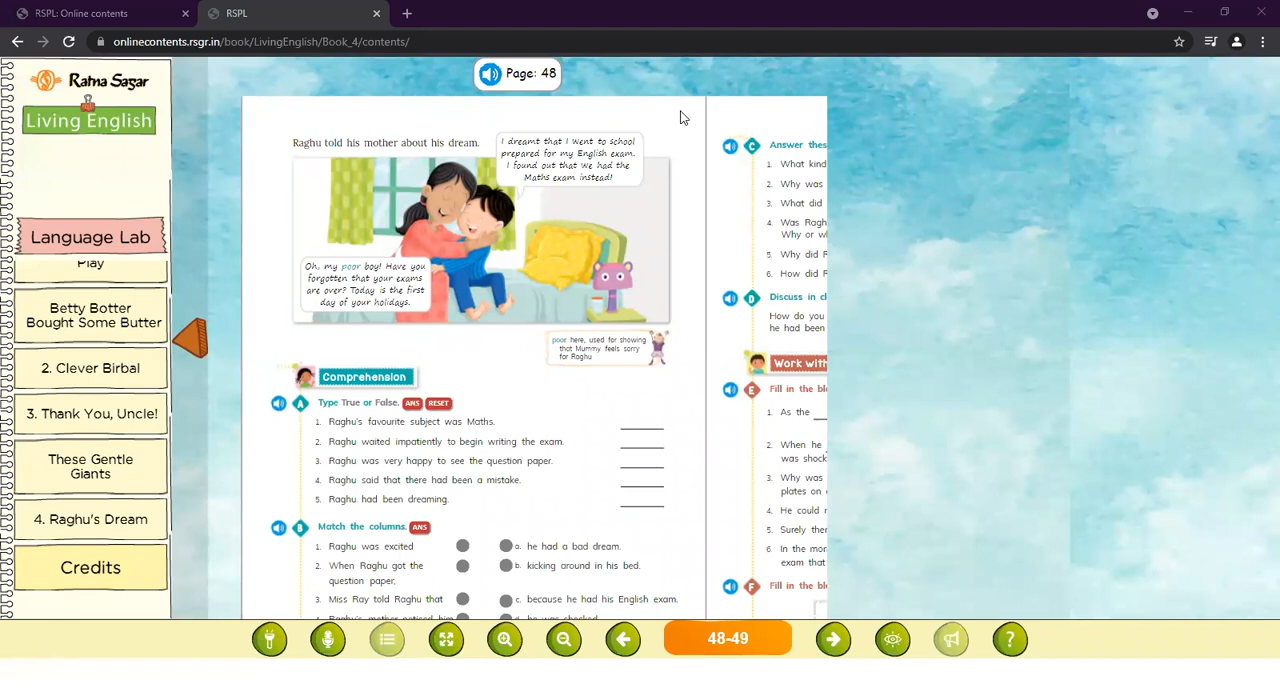 RSPL: Online contents
RSPL
onlinecontents.rsgr.in/book/LivingEnglish/Book_4/contents/
Ratna Sagar
Living English
Language Lab
Play
Betty Botter
Bought Some Butter
2. Clever Birbal
3. Thank You, Uncle!
These Gentle
Giants
4. Raghu's Dream
Credits
Page: 48
Raghu told his mother about his dream.
I dreamt that I went to school
prepared for my English exam.
I found out that we had the
Maths exam instead!
Oh, my poor boy! Have you
forgotten that your exams
are over? Today is the first
day of your holidays.
poor here, used for showing
that Mummy feels sorry
for Raghu
Comprehension
A Type True or False. ANS RESET
1. Raghu's favourite subject was Maths.
2. Raghu waited impatiently to begin writing the exam.
3. Raghu was very happy to see the question paper.
4. Raghu said that there had been a mistake.
5. Raghu had been dreaming.
B Match the columns. ANS
1. Raghu was excited a. he had a bad dream.
2. When Raghu got the b. kicking around in his bed.
question paper,
3. Miss Ray told Raghu that c. because he had his English exam.
4. Raghu's mother noticed him d. he was shocked.
C Answer thes
1. What kind
2. Why was
3. What did
4. Was Ragh
Why or wh
5. Why did R
6. How did R
D Discuss in cl
How do you
he had been
Work with
E Fill in the bl
1. As the
2. When he
was shock
3. Why was
plates on
4. He could n
5. Surely ther
6. In the mor
exam that
F Fill in the bl
48-49
?